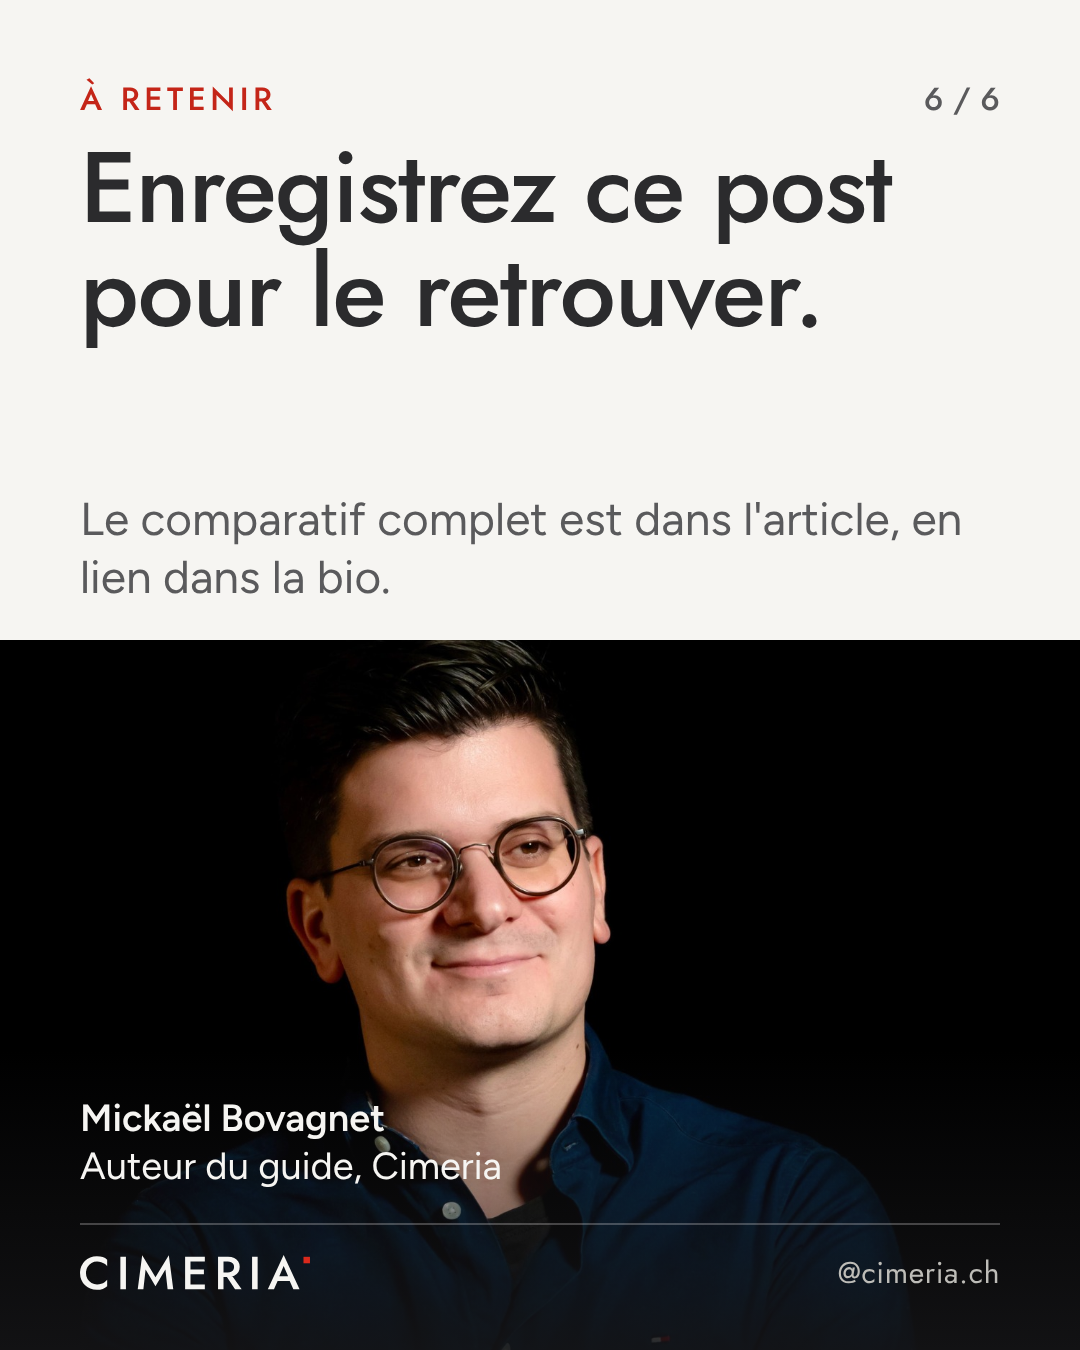 À RETENIR
6 / 6
Enregistrez ce post
pour le retrouver.
Le comparatif complet est dans l'article, en
lien dans la bio.
Mickaël Bovagnet
Auteur du guide, Cimeria
CIMERIA
@cimeria.ch